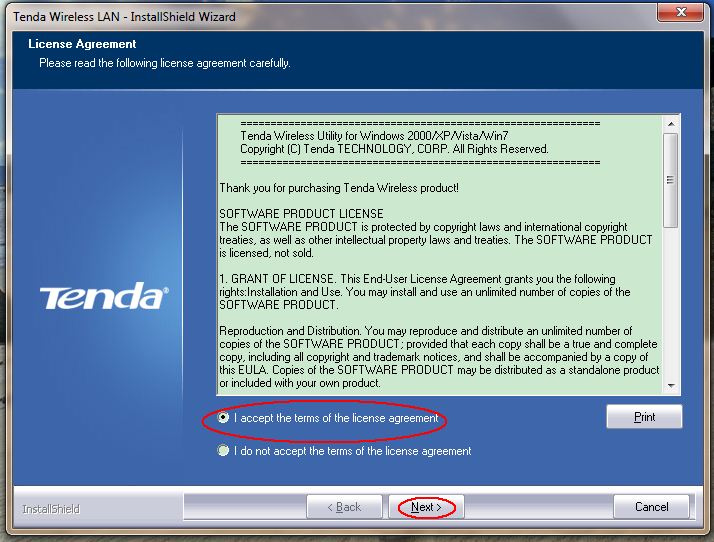 Tenda Wireless LAN - InstallShield Wizard
License Agreement
Please read the following license agreement carefully.
============================================================
Tenda Wireless Utility for Windows 2000/XP/Vista/Win7
Copyright (C) Tenda TECHNOLOGY, CORP. All Rights Reserved.
============================================================
Thank you for purchasing Tenda Wireless product!
SOFTWARE PRODUCT LICENSE
The SOFTWARE PRODUCT is protected by copyright laws and international copyright
treaties, as well as other intellectual property laws and treaties. The SOFTWARE PRODUCT
is licensed, not sold.
1. GRANT OF LICENSE. This End-User License Agreement grants you the following
rights:Installation and Use. You may install and use an unlimited number of copies of the
SOFTWARE PRODUCT.
Reproduction and Distribution. You may reproduce and distribute an unlimited number of
copies of the SOFTWARE PRODUCT; provided that each copy shall be a true and complete
copy, including all copyright and trademark notices, and shall be accompanied by a copy of
this EULA. Copies of the SOFTWARE PRODUCT may be distributed as a standalone product
or included with your own product.
Tenda®
I accept the terms of the license agreement
Print
I do not accept the terms of the license agreement
InstallShield
< Back
Next >
Cancel